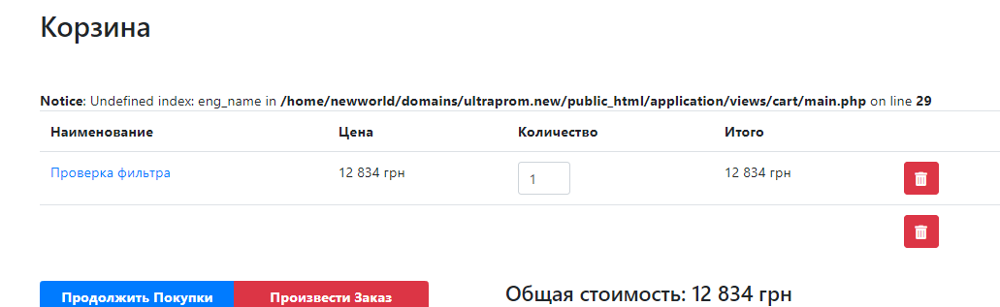 Корзина
Notice: Undefined index: eng_name in /home/newworld/domains/ultraprom.new/public_html/application/views/cart/main.php on line 29
Наименование Цена Количество Итого
Проверка фильтра 12 834 грн 1 12 834 грн
Продолжить Покупки Произвести Заказ Общая стоимость: 12 834 грн